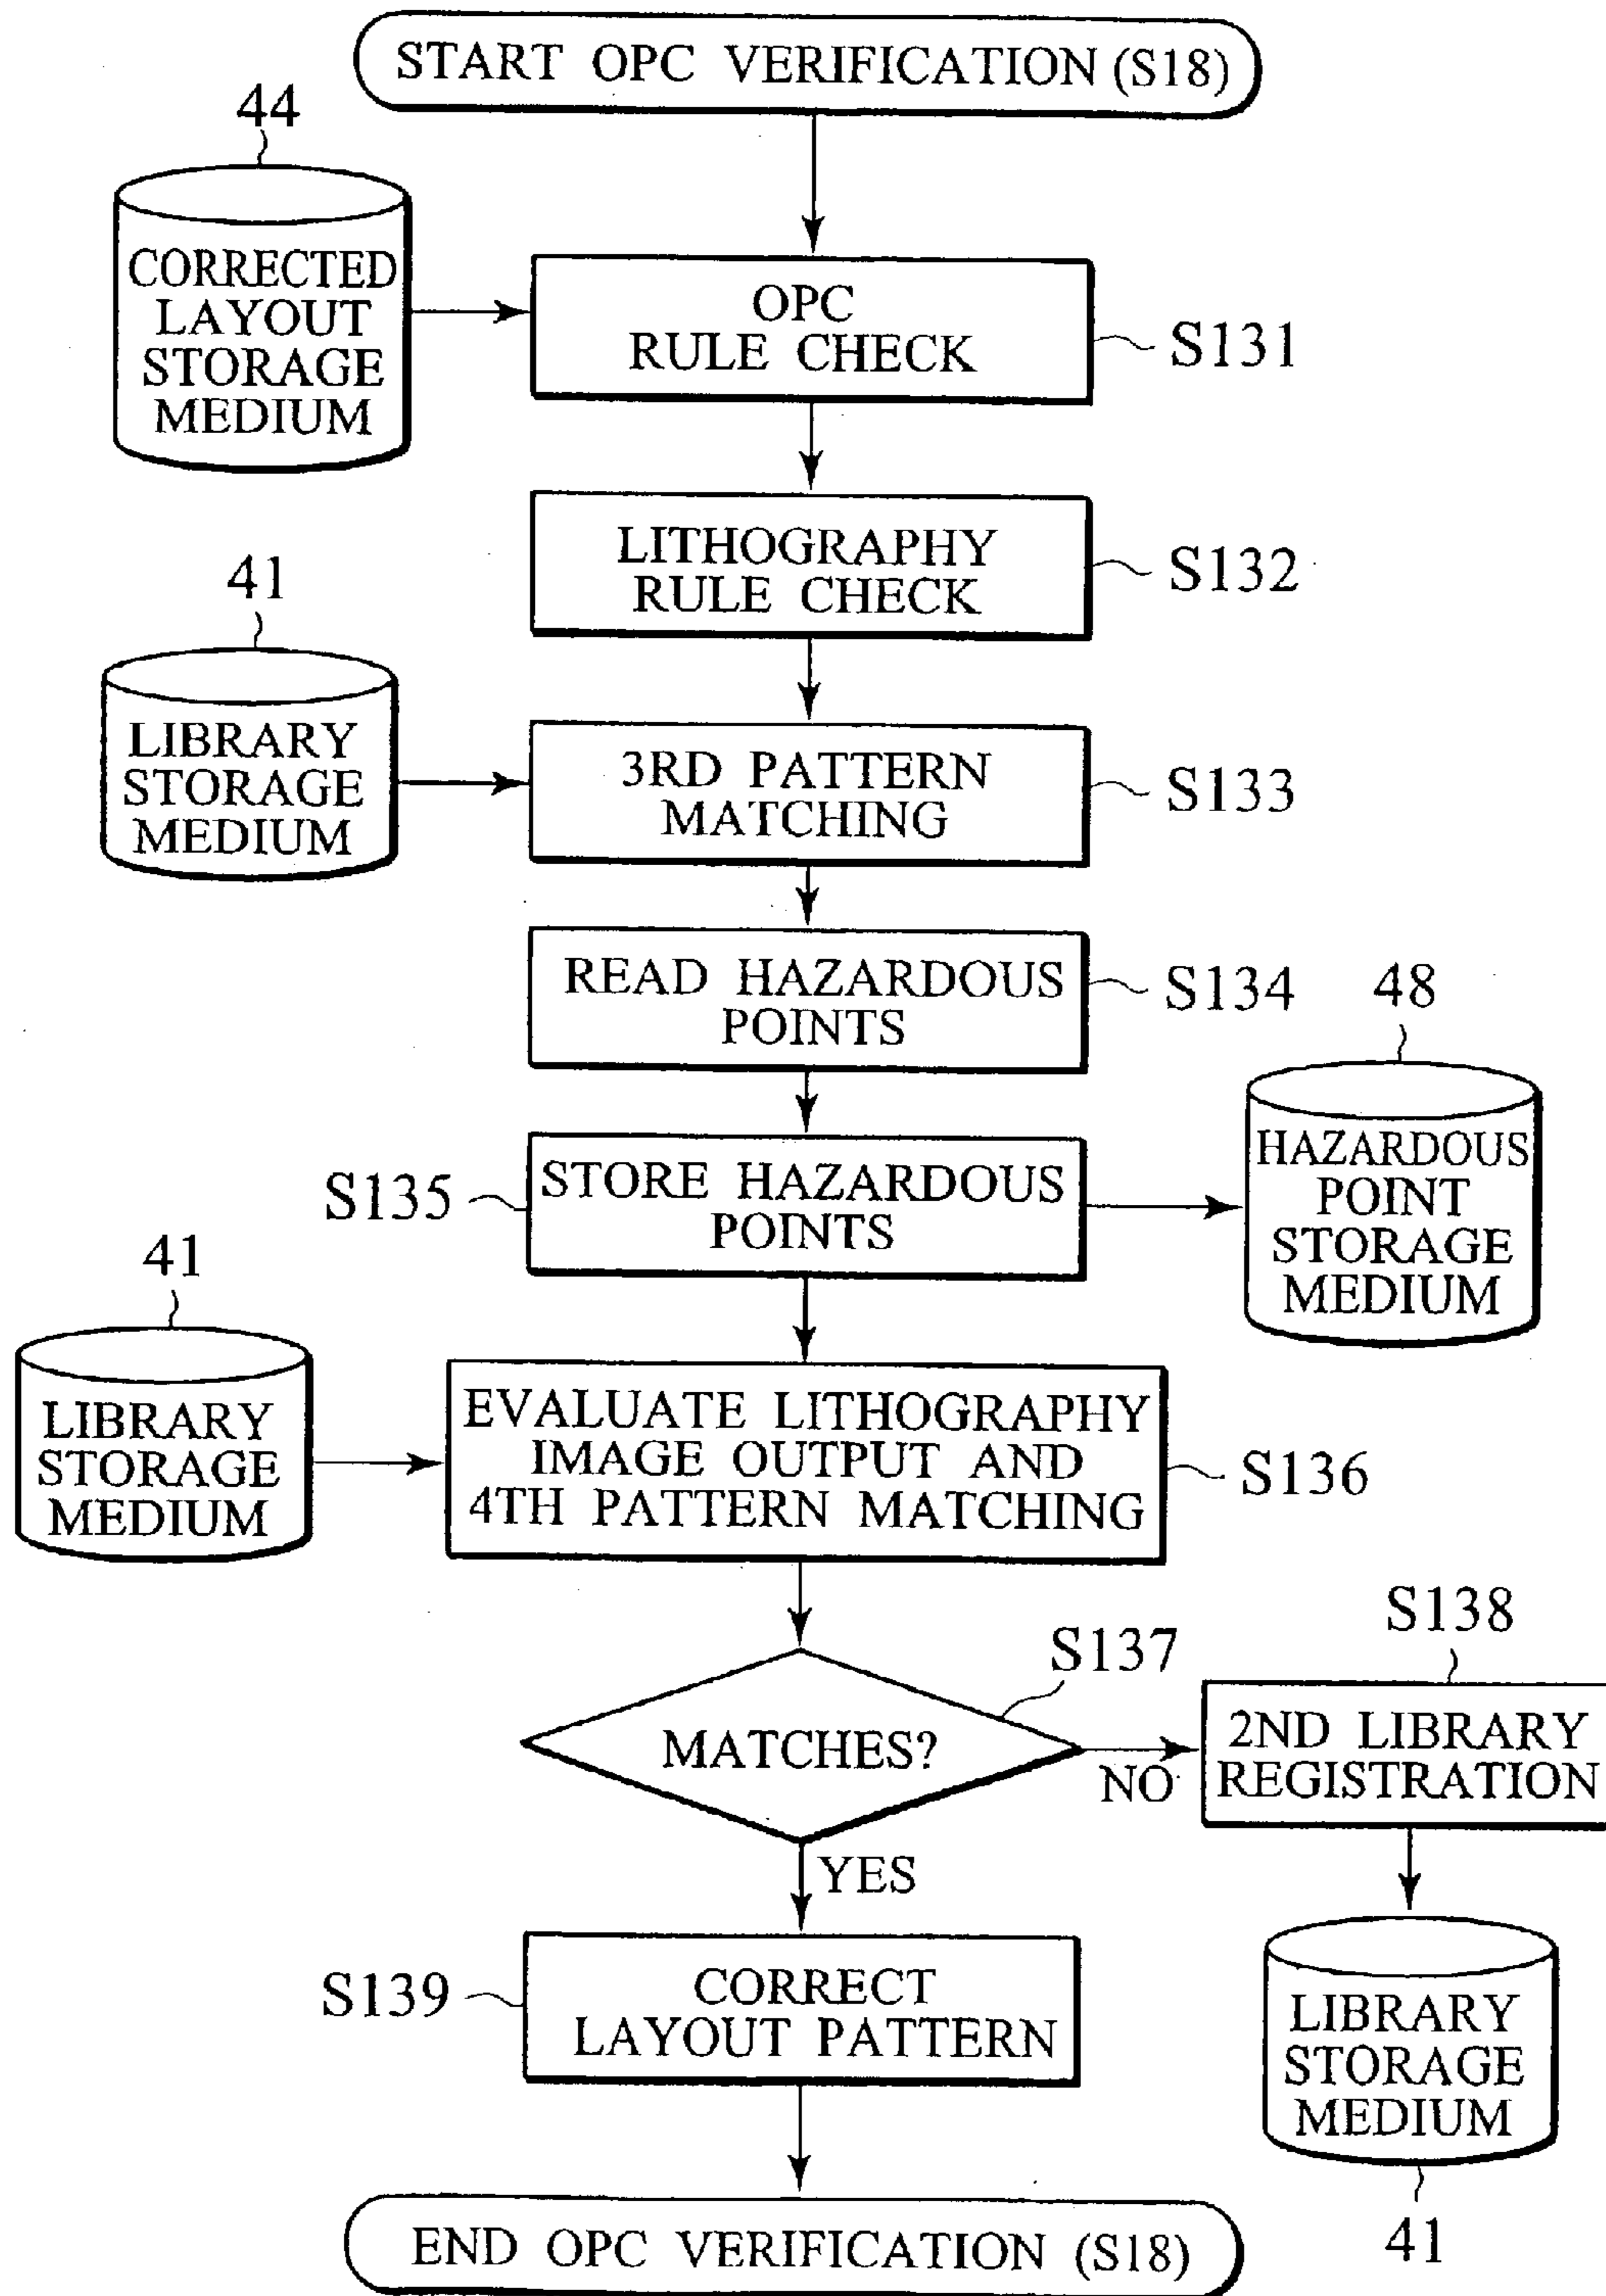 START OPC VERIFICATION (S18)
44
CORRECTED
LAYOUT
STORAGE
MEDIUM
OPC
RULE CHECK
S131
LITHOGRAPHY
RULE CHECK
S132
41
LIBRARY
STORAGE
MEDIUM
3RD PATTERN
MATCHING
S133
READ HAZARDOUS
POINTS
S134
48
HAZARDOUS
POINT
STORAGE
MEDIUM
S135
STORE HAZARDOUS
POINTS
41
LIBRARY
STORAGE
MEDIUM
EVALUATE LITHOGRAPHY
IMAGE OUTPUT AND
4TH PATTERN MATCHING
S136
S137
MATCHES?
NO
S138
2ND LIBRARY
REGISTRATION
YES
S139
CORRECT
LAYOUT PATTERN
LIBRARY
STORAGE
MEDIUM
41
END OPC VERIFICATION (S18)